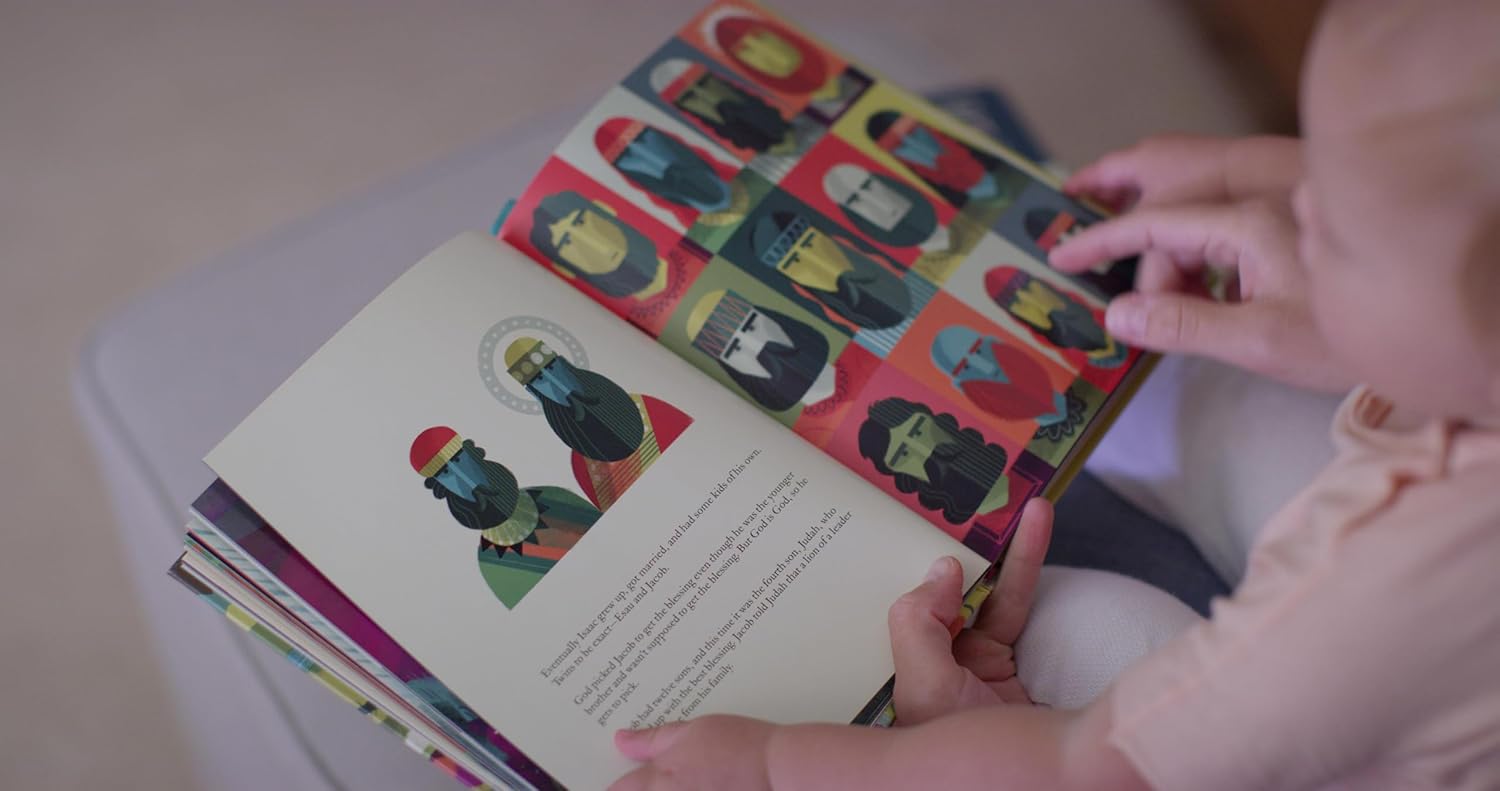 Eventually Isaac grew up, got married, and had some kids of his own.
Twins to be exact—Esau and Jacob.
God picked Jacob to get the blessing even though he was the younger
brother and wasn't supposed to get the blessing. But God is God, so he
gets to pick.
had twelve sons, and this time it was the fourth son, Judah, who
up with the best blessing. Jacob told Judah that a lion of a leader
from his family.